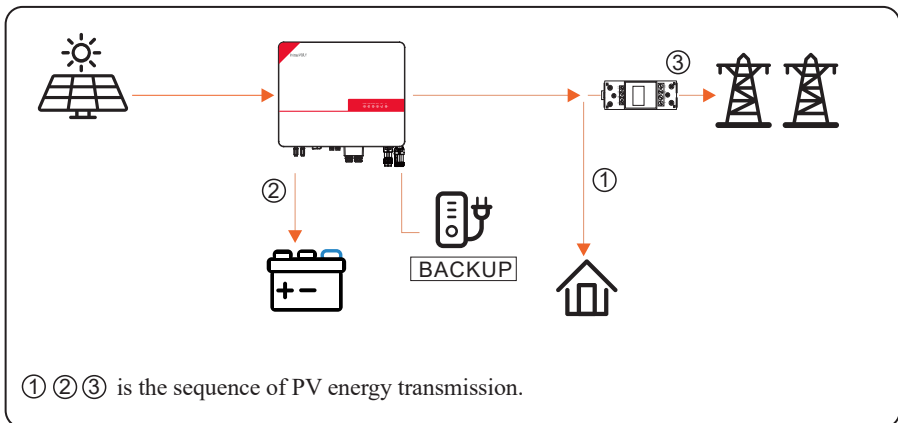 ③
②
①
BACKUP
+ -
① ② ③ is the sequence of PV energy transmission.